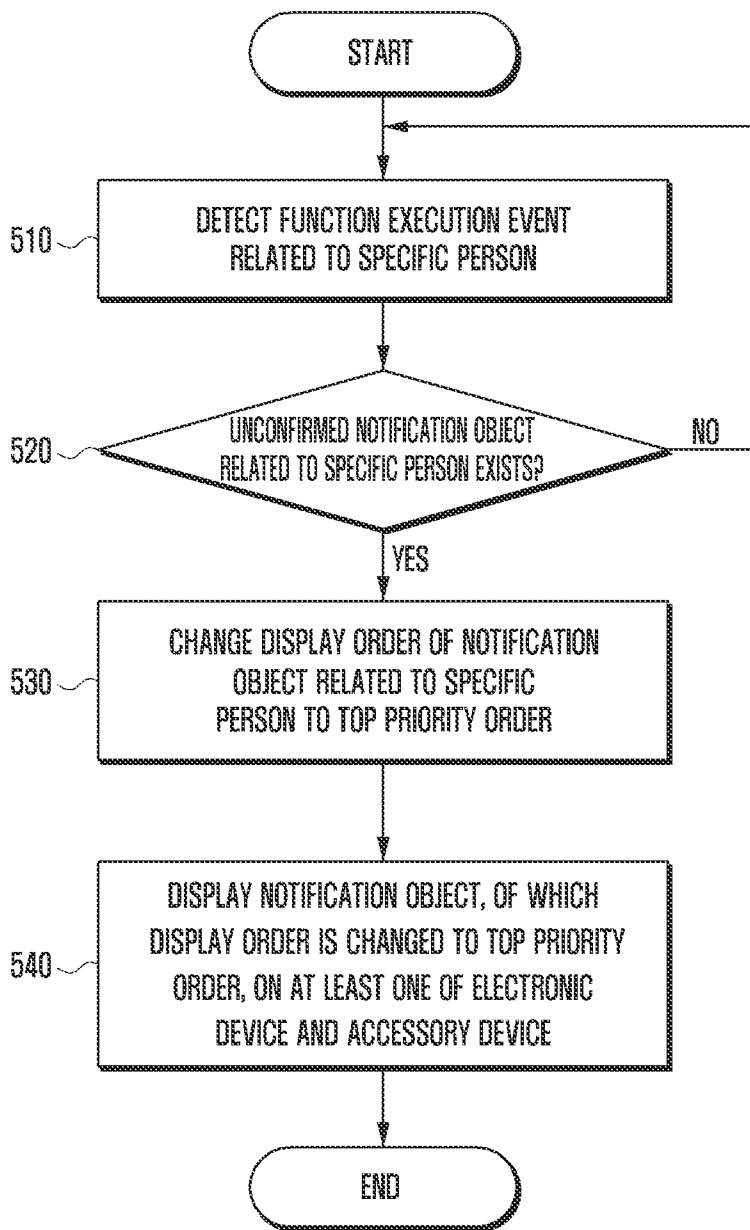 START
510
DETECT FUNCTION EXECUTION EVENT
RELATED TO SPECIFIC PERSON
520
UNCONFIRMED NOTIFICATION OBJECT
RELATED TO SPECIFIC PERSON EXISTS?
NO
YES
530
CHANGE DISPLAY ORDER OF NOTIFICATION
OBJECT RELATED TO SPECIFIC
PERSON TO TOP PRIORITY ORDER
540
DISPLAY NOTIFICATION OBJECT, OF WHICH
DISPLAY ORDER IS CHANGED TO TOP PRIORITY
ORDER, ON AT LEAST ONE OF ELECTRONIC
DEVICE AND ACCESSORY DEVICE
END